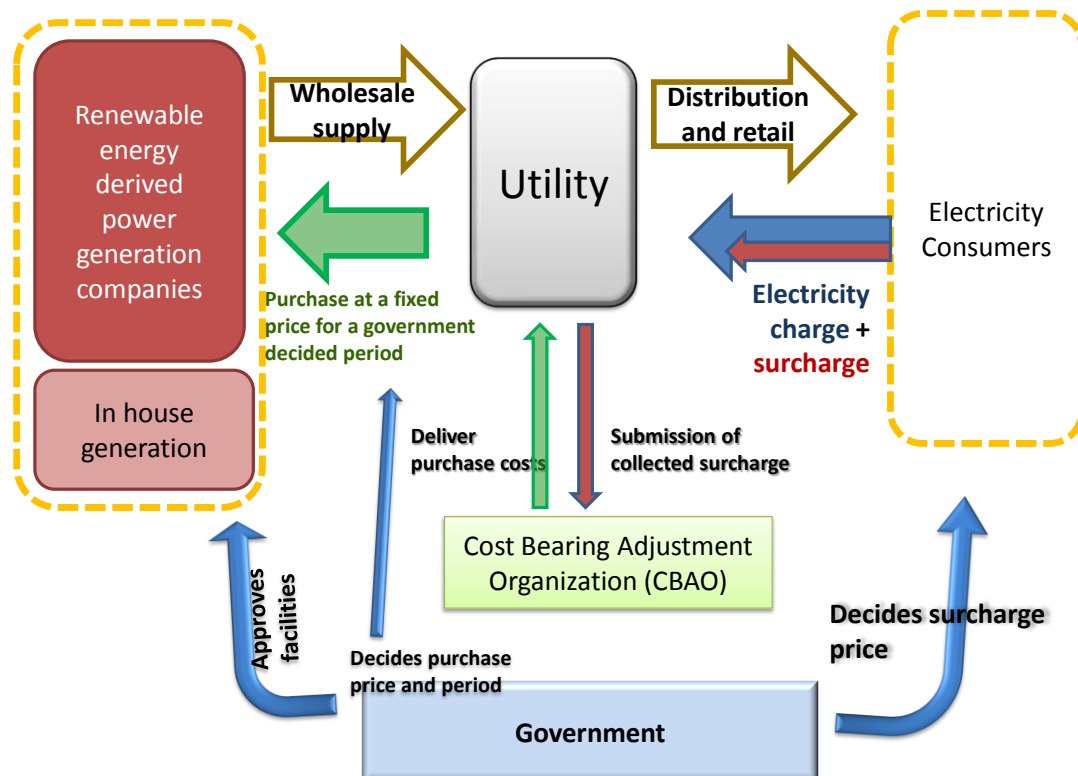 Renewable
energy
derived
power
generation
companies
In house
generation
Wholesale
supply
Utility
Distribution
and retail
Electricity
Consumers
Purchase at a fixed
price for a government
decided period
Electricity
charge +
surcharge
Deliver
purchase costs
Submission of
collected surcharge
Cost Bearing Adjustment
Organization (CBAO)
Approves
facilities
Decides purchase
price and period
Decides surcharge
price
Government